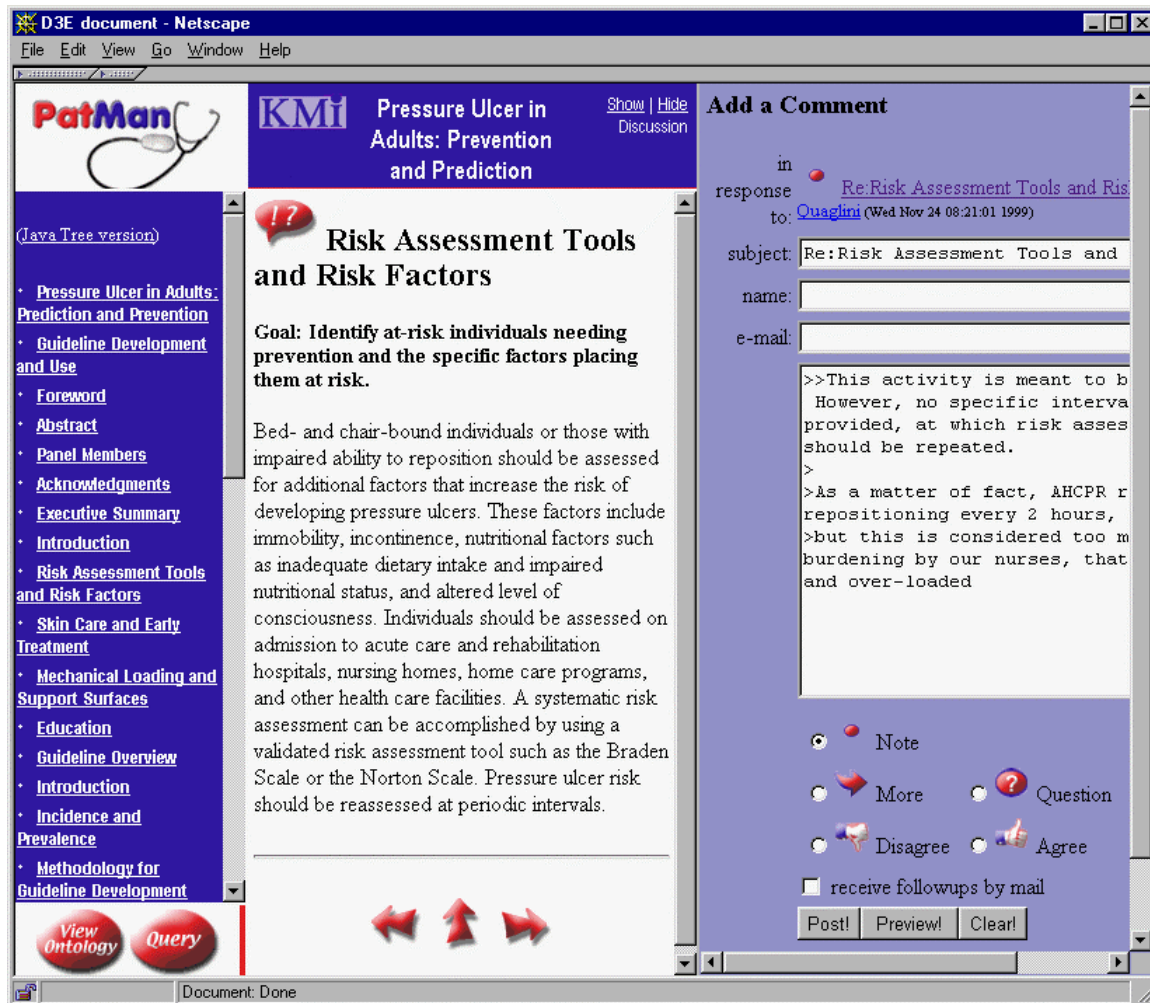 D3E document - Netscape
File Edit View Go Window Help
PatMan
(Java Tree version)
Pressure Ulcer in Adults:
Prediction and Prevention
Guideline Development
and Use
Foreword
Abstract
Panel Members
Acknowledgments
Executive Summary
Introduction
Risk Assessment Tools
and Risk Factors
Skin Care and Early
Treatment
Mechanical Loading and
Support Surfaces
Education
Guideline Overview
Introduction
Incidence and
Prevalence
Methodology for
Guideline Development
View
Ontology
Query
KMi
Pressure Ulcer in
Adults: Prevention
and Prediction
Show | Hide
Discussion
!?
Risk Assessment Tools
and Risk Factors
Goal: Identify at-risk individuals needing
prevention and the specific factors placing
them at risk.
Bed- and chair-bound individuals or those with
impaired ability to reposition should be assessed
for additional factors that increase the risk of
developing pressure ulcers. These factors include
immobility, incontinence, nutritional factors such
as inadequate dietary intake and impaired
nutritional status, and altered level of
consciousness. Individuals should be assessed on
admission to acute care and rehabilitation
hospitals, nursing homes, home care programs,
and other health care facilities. A systematic risk
assessment can be accomplished by using a
validated risk assessment tool such as the Braden
Scale or the Norton Scale. Pressure ulcer risk
should be reassessed at periodic intervals.
Add a Comment
in
response
to:
Re:Risk Assessment Tools and Ris
Quaglini (Wed Nov 24 08:21:01 1999)
subject: Re:Risk Assessment Tools and
name:
e-mail:
>>This activity is meant to b
However, no specific interva
provided, at which risk asses
should be repeated.
>
>As a matter of fact, AHCPR r
repositioning every 2 hours,
>but this is considered too m
burdening by our nurses, that
and over-loaded
Note
More ? Question
Disagree Agree
receive followups by mail
Post! Preview! Clear!
Document: Done